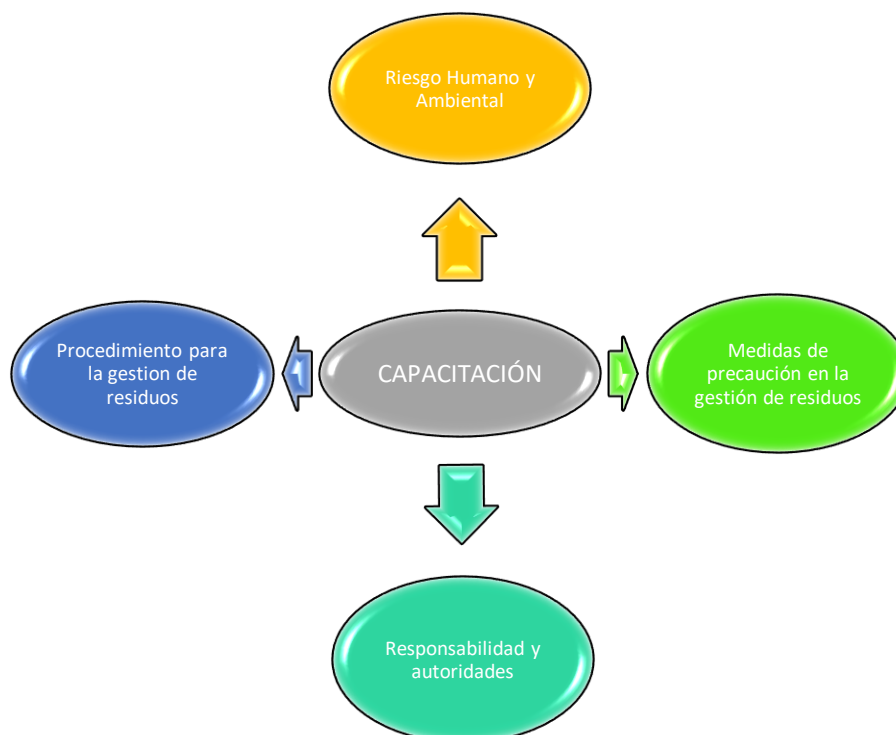 Riesgo Humano y
Ambiental
Procedimiento para
la gestion de
residuos
CAPACITACIÓN
Medidas de
precaución en la
gestión de residuos
Responsabilidad y
autoridades